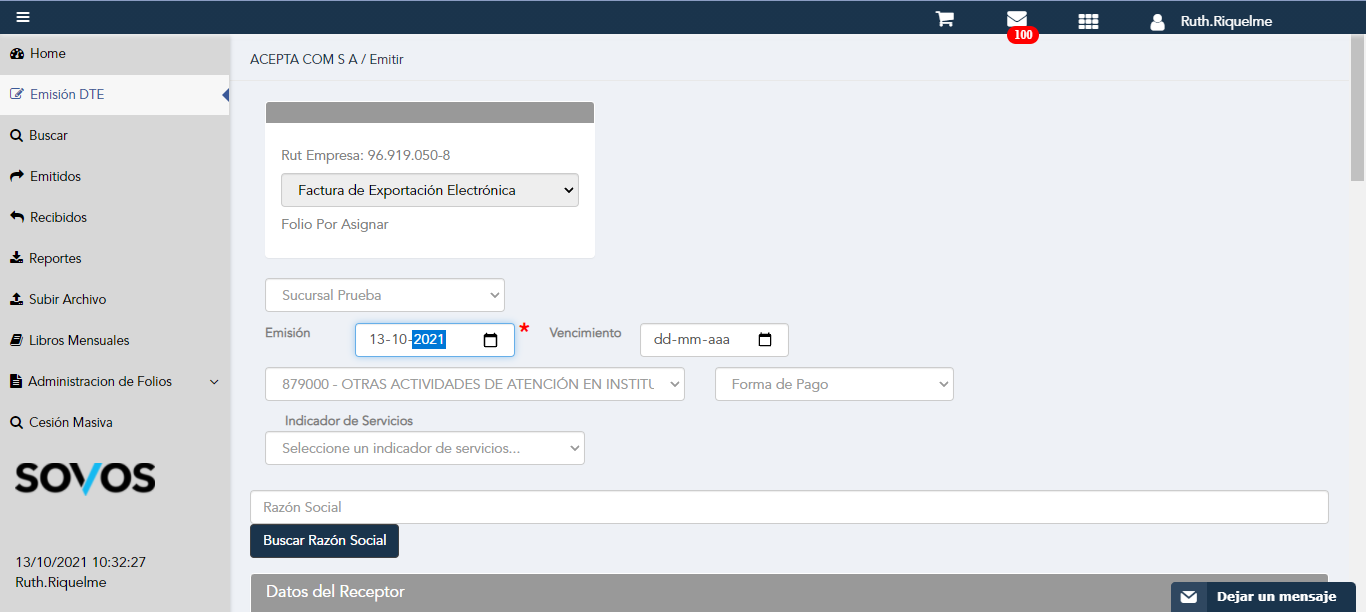 Ruth.Riquelme
100
Home
Emisión DTE
Buscar
Emitidos
Recibidos
Reportes
Subir Archivo
Libros Mensuales
Administracion de Folios
Cesión Masiva
SOVOS
13/10/2021 10:32:27
Ruth.Riquelme
ACEPTA COM S A / Emitir
Rut Empresa: 96.919.050-8
Factura de Exportación Electrónica
Folio Por Asignar
Sucursal Prueba
Emisión 13-10-2021 * Vencimiento dd-mm-aaa
879000 - OTRAS ACTIVIDADES DE ATENCIÓN EN INSTITU Forma de Pago
Indicador de Servicios
Seleccione un indicador de servicios...
Razón Social
Buscar Razón Social
Datos del Receptor
Dejar un mensaje